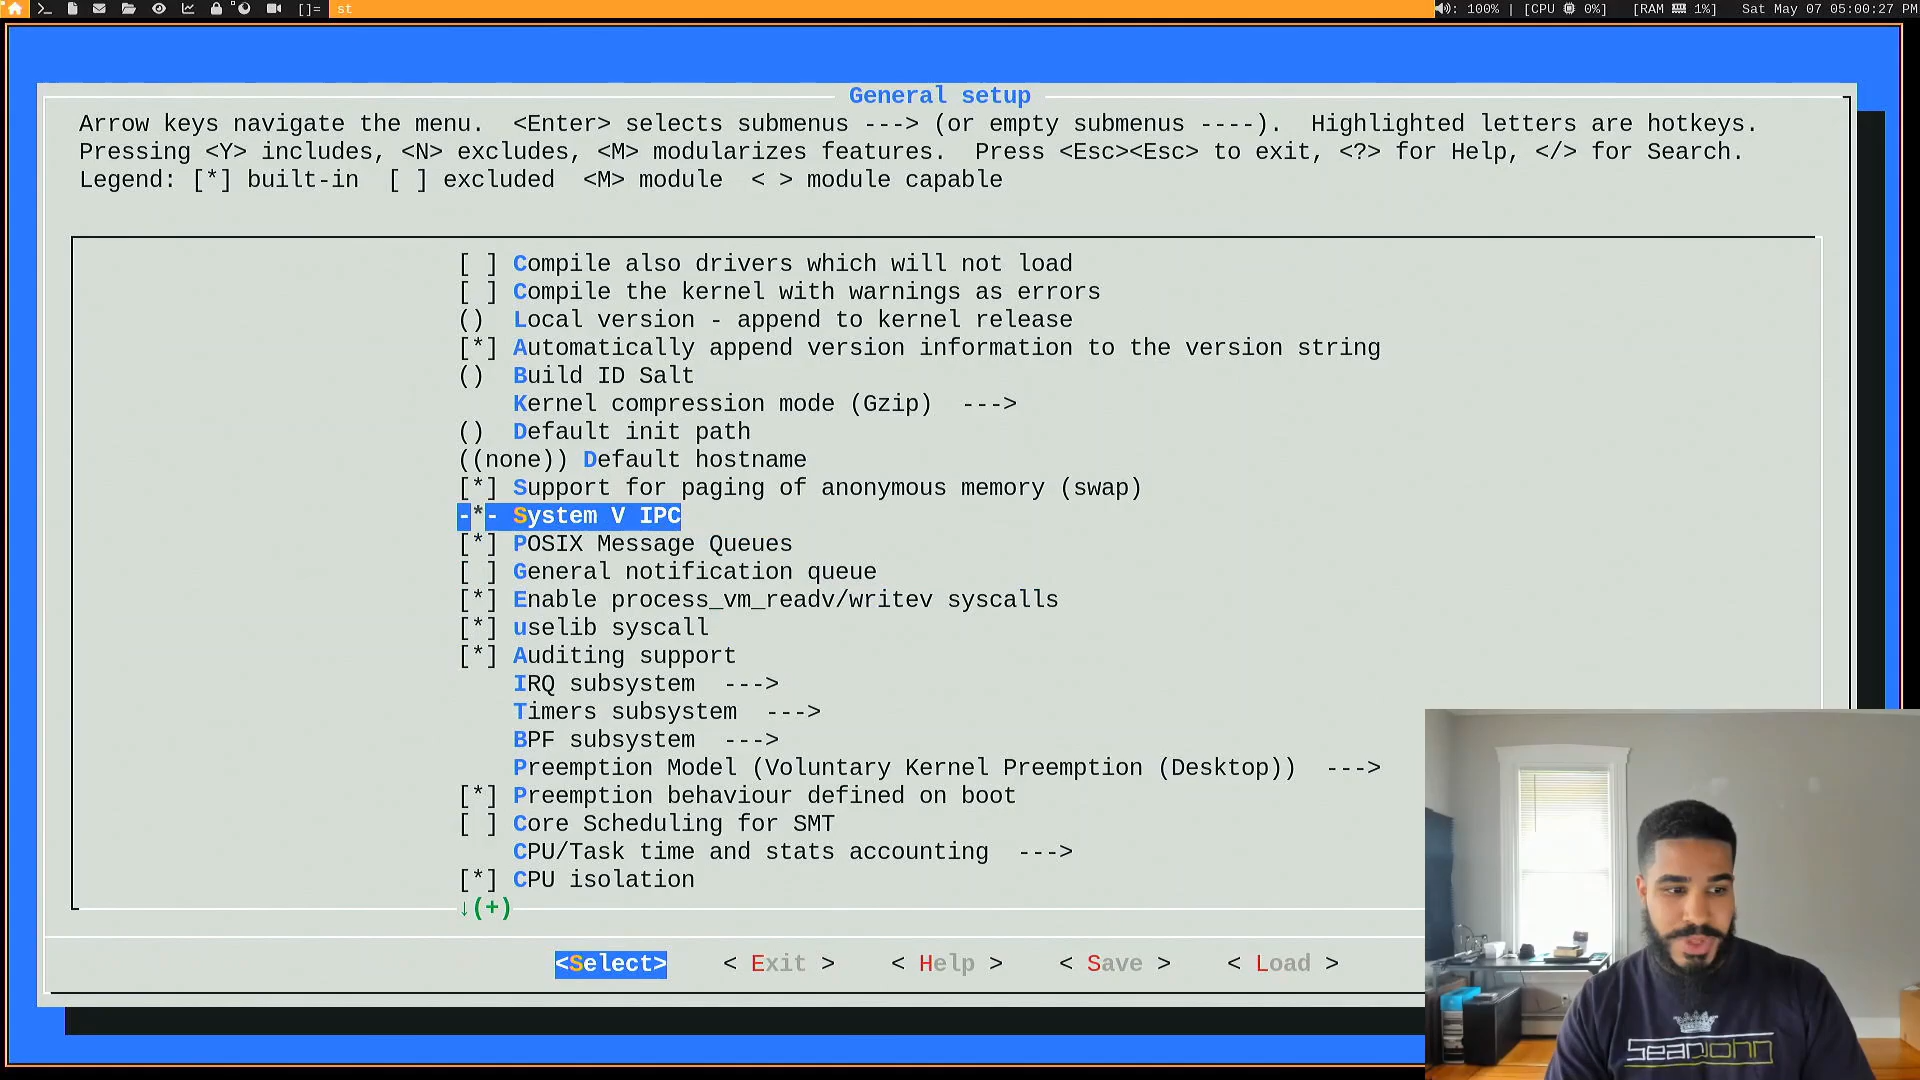 []= st 100% | [CPU 0%] [RAM 1%] Sat May 07 05:00:27 PM
General setup
Arrow keys navigate the menu. <Enter> selects submenus ---> (or empty submenus ----). Highlighted letters are hotkeys.
Pressing <Y> includes, <N> excludes, <M> modularizes features. Press <Esc><Esc> to exit, <?> for Help, </> for Search.
Legend: [*] built-in [ ] excluded <M> module < > module capable
[ ] Compile also drivers which will not load
[ ] Compile the kernel with warnings as errors
() Local version - append to kernel release
[*] Automatically append version information to the version string
() Build ID Salt
Kernel compression mode (Gzip) --->
() Default init path
((none)) Default hostname
[*] Support for paging of anonymous memory (swap)
-*- System V IPC
[*] POSIX Message Queues
[ ] General notification queue
[*] Enable process_vm_readv/writev syscalls
[*] uselib syscall
[*] Auditing support
IRQ subsystem --->
Timers subsystem --->
BPF subsystem --->
Preemption Model (Voluntary Kernel Preemption (Desktop)) --->
[*] Preemption behaviour defined on boot
[ ] Core Scheduling for SMT
CPU/Task time and stats accounting --->
[*] CPU isolation
↓(+)
<Select> < Exit > < Help > < Save > < Load >
seanjohn